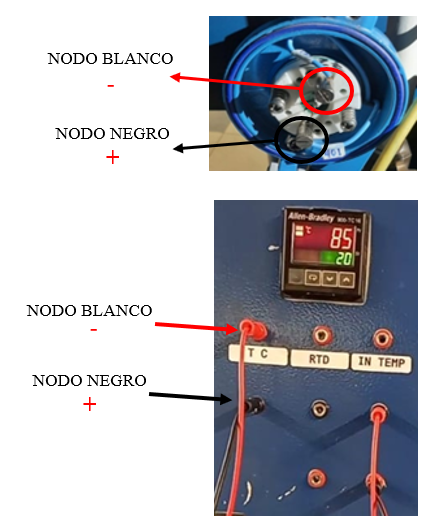 NODO BLANCO
-
NODO NEGRO
+
Allen-Bradley
°C
85
20
NODO BLANCO
-
T C
RTD
IN TEMP
NODO NEGRO
+